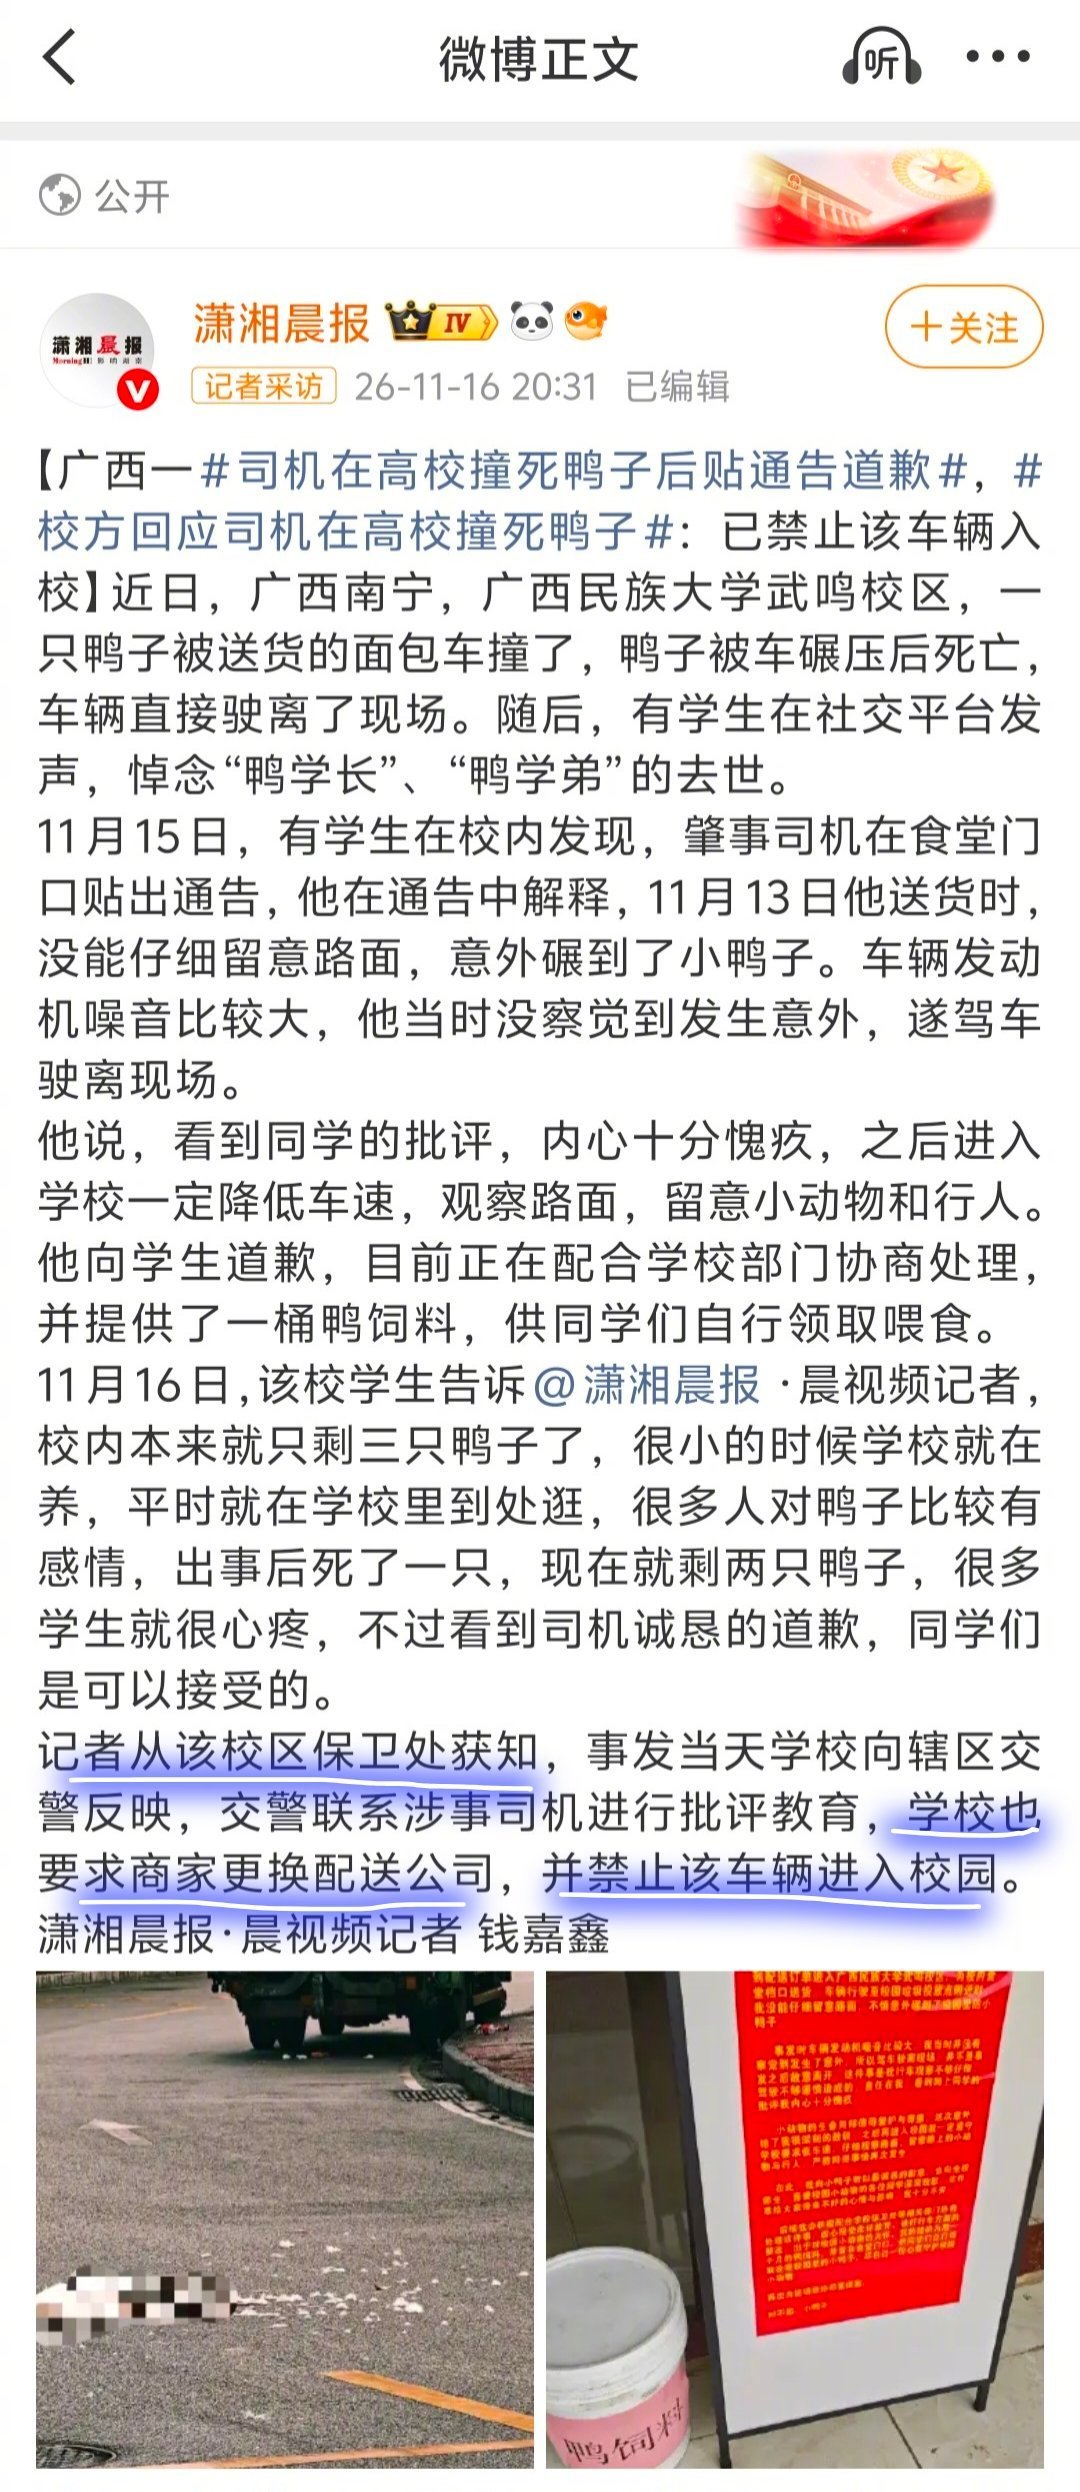 微博正文
听
公开
潇湘晨报
IV
潇湘晨报
V
+关注
记者采访 26-11-16 20:31 已编辑
【广西一#司机在高校撞死鸭子后贴通告道歉#，#
校方回应司机在高校撞死鸭子#：已禁止该车辆入
校】近日，广西南宁，广西民族大学武鸣校区，一
只鸭子被送货的面包车撞了，鸭子被车碾压后死亡，
车辆直接驶离了现场。随后，有学生在社交平台发
声，悼念“鸭学长”、“鸭学弟”的去世。
11月15日，有学生在校内发现，肇事司机在食堂门
口贴出通告，他在通告中解释，11月13日他送货时，
没能仔细留意路面，意外碾到了小鸭子。车辆发动
机噪音比较大，他当时没察觉到发生意外，遂驾车
驶离现场。
他说，看到同学的批评，内心十分愧疚，之后进入
学校一定降低车速，观察路面，留意小动物和行人。
他向学生道歉，目前正在配合学校部门协商处理，
并提供了一桶鸭饲料，供同学们自行领取喂食。
11月16日，该校学生告诉@潇湘晨报 ·晨视频记者，
校内本来就只剩三只鸭子了，很小的时候学校就在
养，平时就在学校里到处逛，很多人对鸭子比较有
感情，出事后死了一只，现在就剩两只鸭子，很多
学生就很心疼，不过看到司机诚恳的道歉，同学们
是可以接受的。
记者从该校区保卫处获知，事发当天学校向辖区交
警反映，交警联系涉事司机进行批评教育，学校也
要求商家更换配送公司，并禁止该车辆进入校园。
潇湘晨报·晨视频记者 钱嘉鑫
鸭饲料